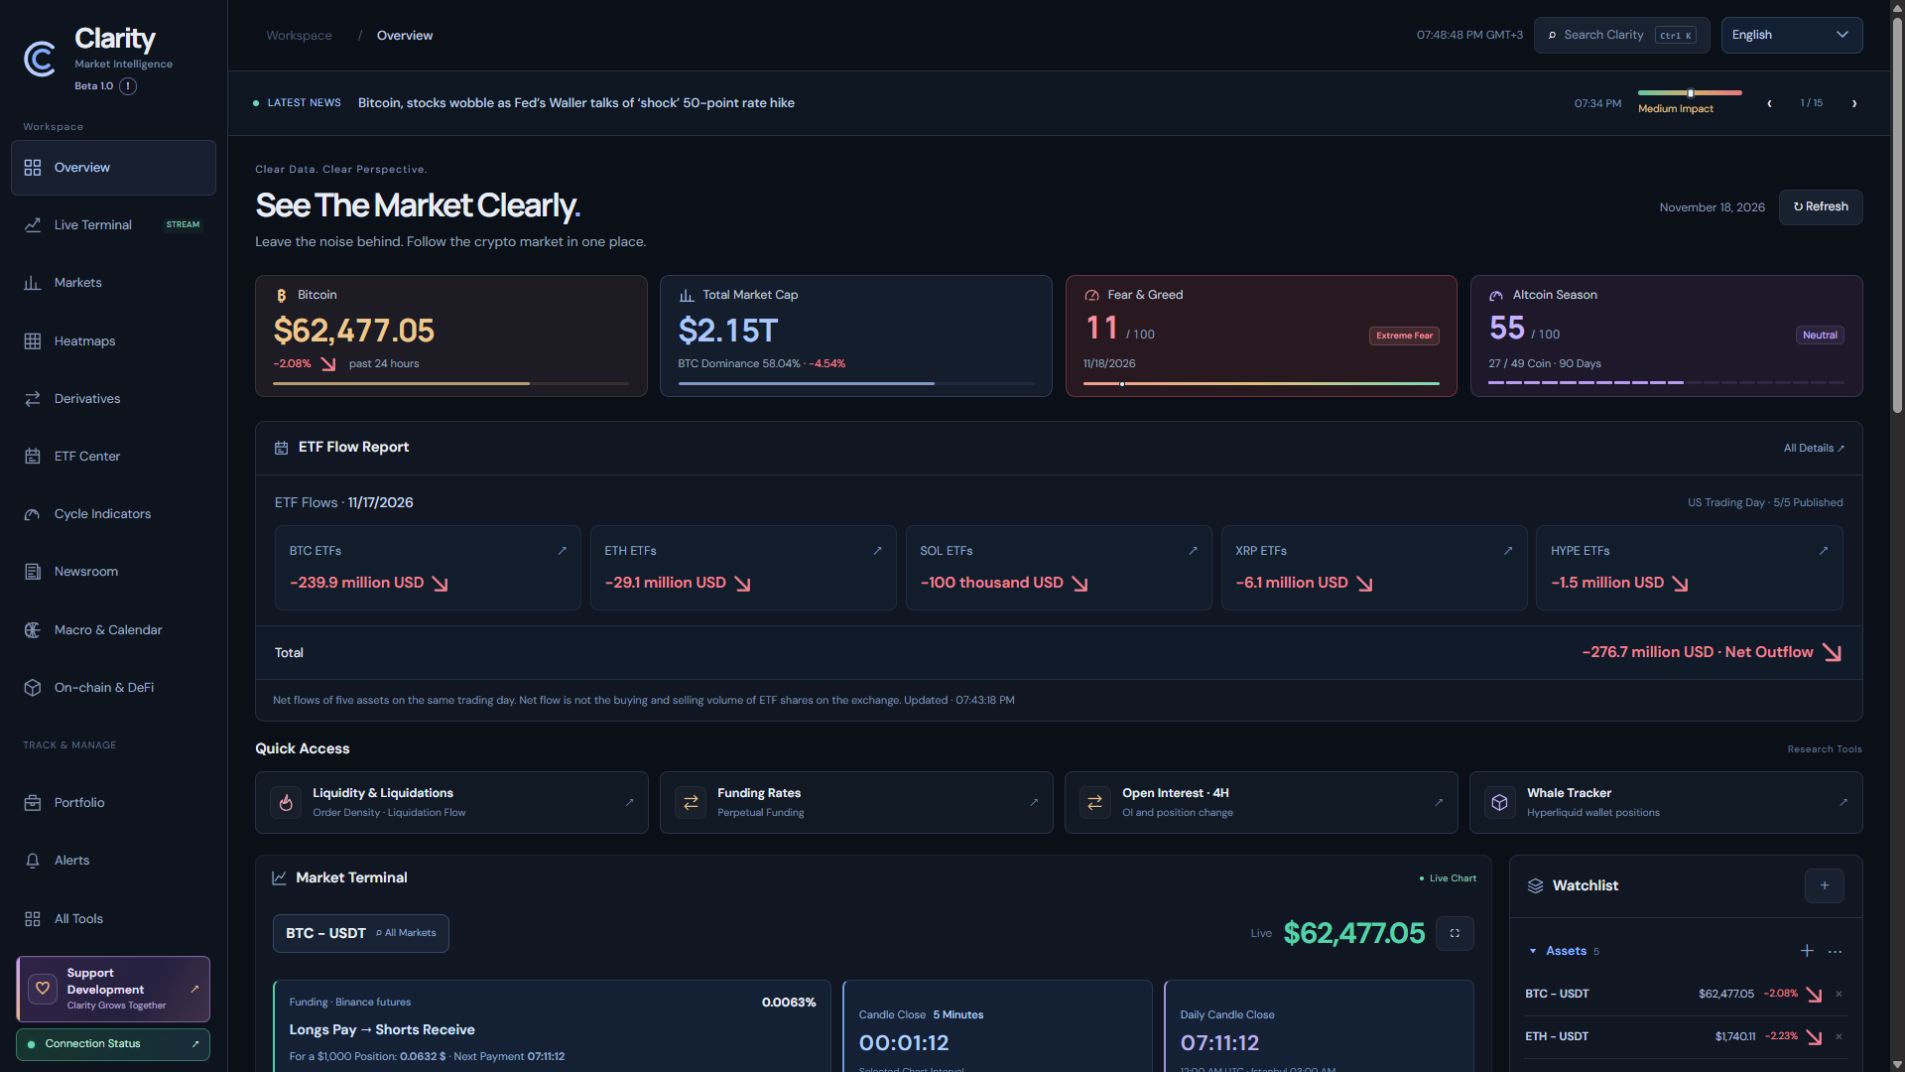 Clarity
Market Intelligence
Beta 1.0 !
Workspace
Overview
Live Terminal STREAM
Markets
Heatmaps
Derivatives
ETF Center
Cycle Indicators
Newsroom
Macro & Calendar
On-chain & DeFi
TRACK & MANAGE
Portfolio
Alerts
All Tools
Support
Development
Clarity Grows Together ↗
Connection Status ↗
Workspace / Overview
07:48:48 PM GMT+3
Search Clarity Ctrl K
English
LATEST NEWS Bitcoin, stocks wobble as Fed’s Waller talks of ‘shock’ 50-point rate hike
07:34 PM
Medium Impact
‹ 1 / 15 ›
Clear Data. Clear Perspective.
See The Market Clearly.
Leave the noise behind. Follow the crypto market in one place.
November 18, 2026 ↻ Refresh
Bitcoin
$62,477.05
-2.08% past 24 hours
Total Market Cap
$2.15T
BTC Dominance 58.04% · -4.54%
Fear & Greed
11 / 100
Extreme Fear
11/18/2026
Altcoin Season
55 / 100
Neutral
27 / 49 Coin · 90 Days
ETF Flow Report
All Details ↗
ETF Flows · 11/17/2026
US Trading Day · 5/5 Published
BTC ETFs ↗
-239.9 million USD
ETH ETFs ↗
-29.1 million USD
SOL ETFs ↗
-100 thousand USD
XRP ETFs ↗
-6.1 million USD
HYPE ETFs ↗
-1.5 million USD
Total
-276.7 million USD · Net Outflow
Net flows of five assets on the same trading day. Net flow is not the buying and selling volume of ETF shares on the exchange. Updated · 07:43:18 PM
Quick Access
Research Tools
Liquidity & Liquidations
Order Density · Liquidation Flow ↗
Funding Rates
Perpetual Funding ↗
Open Interest · 4H
OI and position change ↗
Whale Tracker
Hyperliquid wallet positions ↗
Market Terminal
Live Chart
BTC - USDT All Markets
Live $62,477.05
Funding · Binance futures 0.0063%
Longs Pay → Shorts Receive
For a $1,000 Position: 0.0632 $ · Next Payment 07:11:12
Candle Close 5 Minutes
00:01:12
Selected Chart Interval
Daily Candle Close
07:11:12
12:00 AM UTC · Istanbul 03:00 AM
Watchlist +
Assets 5 + ...
BTC - USDT $62,477.05 -2.08% ×
ETH - USDT $1,740.11 -2.23% ×